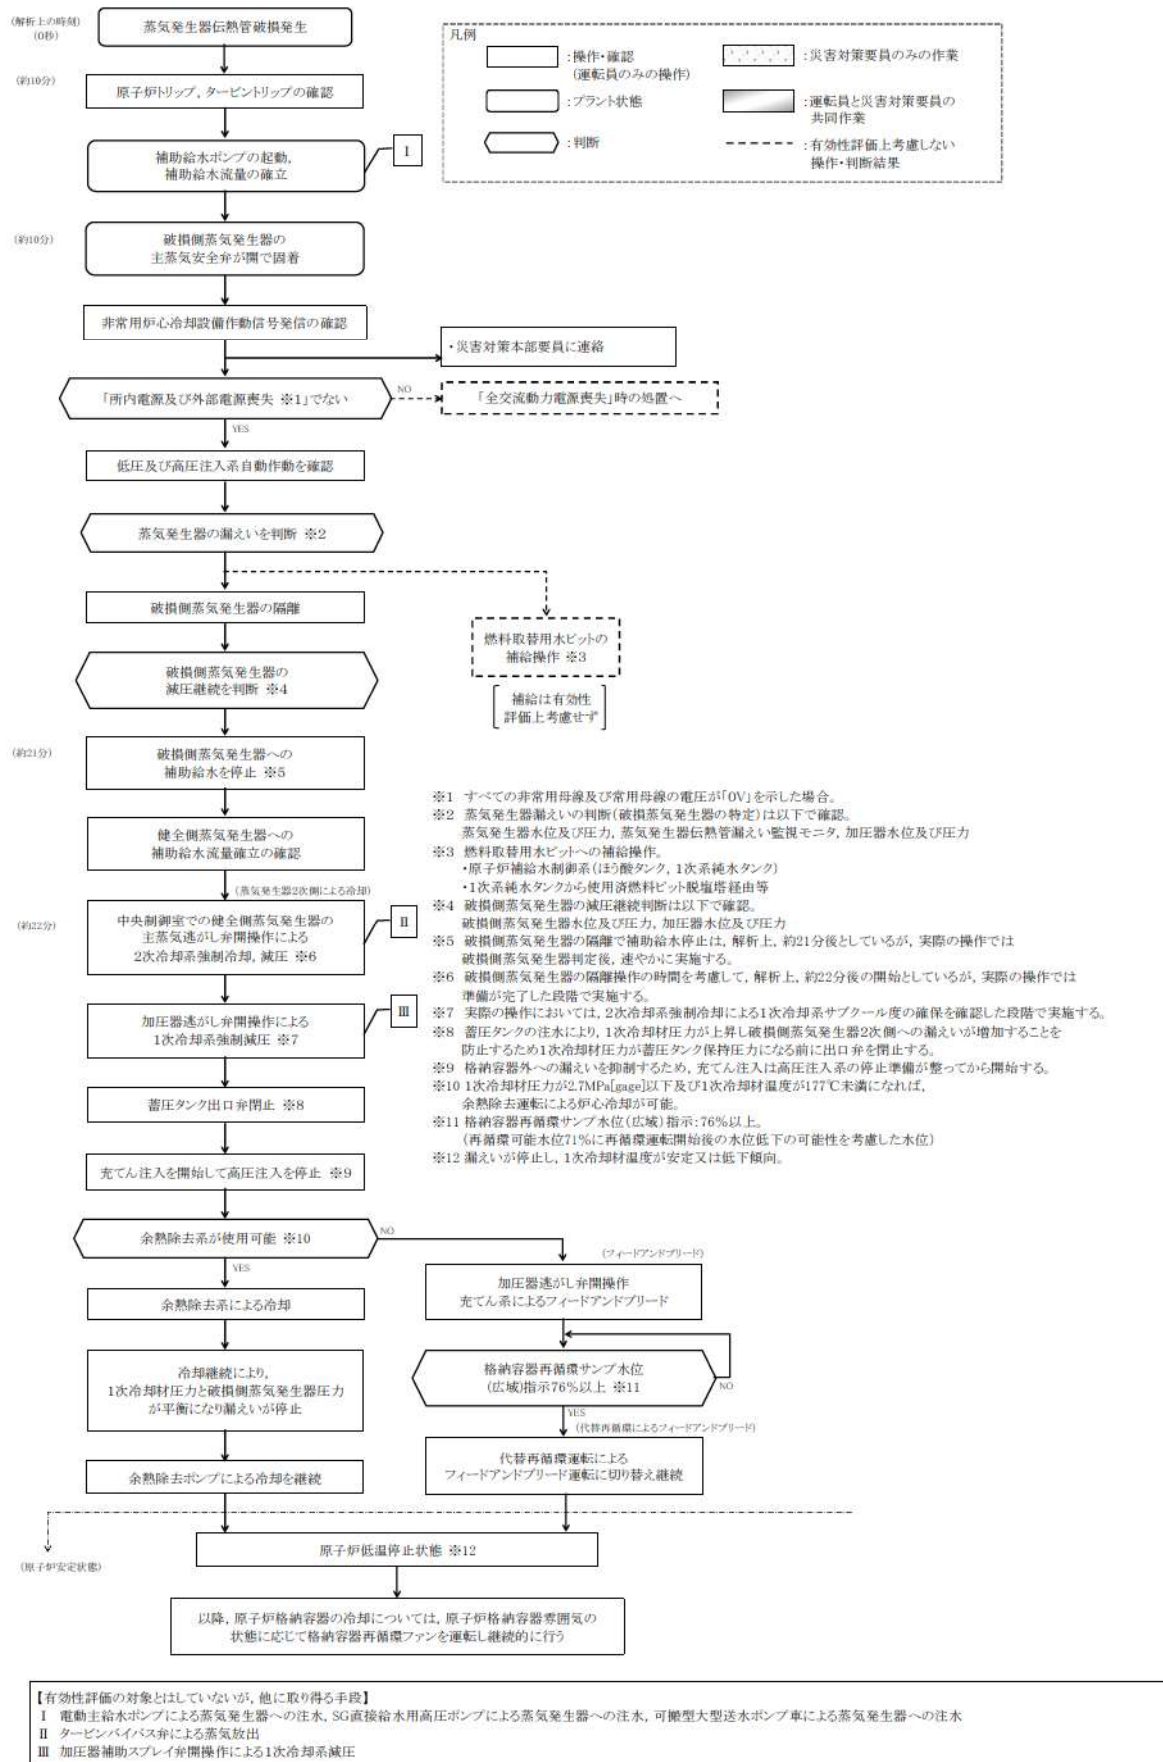 (解析上の時刻)
(0秒)
蒸気発生器伝熱管破損発生
凡例
:操作・確認
(運転員のみの操作)
:災害対策要員のみの作業
:プラント状態
:運転員と災害対策要員の
共同作業
:判断
:有効性評価上考慮しない
操作・判断結果
(約10分)
原子炉トリップ, タービントリップの確認
補助給水ポンプの起動,
補助給水流量の確立
Ⅰ
(約10分)
破損側蒸気発生器の
主蒸気安全弁が開で固着
非常用炉心冷却設備作動信号発信の確認
・災害対策本部要員に連絡
「所内電源及び外部電源喪失 ※1」でない
NO
「全交流動力電源喪失」時の処置へ
YES
低圧及び高圧注入系自動作動を確認
蒸気発生器の漏えいを判断 ※2
破損側蒸気発生器の隔離
燃料取替用水ピットの
補給操作 ※3
補給は有効性
評価上考慮せず
破損側蒸気発生器の
減圧継続を判断 ※4
(約21分)
破損側蒸気発生器への
補助給水を停止 ※5
健全側蒸気発生器への
補助給水流量確立の確認
(蒸気発生器2次側による冷却)
(約22分)
中央制御室での健全側蒸気発生器の
主蒸気逃がし弁開操作による
2次冷却系強制冷却, 減圧 ※6
Ⅱ
加圧器逃がし弁開操作による
1次冷却系強制減圧 ※7
Ⅲ
蓄圧タンク出口弁閉止 ※8
充てん注入を開始して高圧注入を停止 ※9
※1 すべての非常用母線及び常用母線の電圧が「0V」を示した場合。
※2 蒸気発生器漏えいの判断(破損蒸気発生器の特定)は以下で確認。
蒸気発生器水位及び圧力, 蒸気発生器伝熱管漏えい監視モニタ, 加圧器水位及び圧力
※3 燃料取替用水ピットへの補給操作。
・原子炉補給水制御系(ほう酸タンク, 1次系純水タンク)
・1次系純水タンクから使用済燃料ピット脱塩塔経由等
※4 破損側蒸気発生器の減圧継続判断は以下で確認。
破損側蒸気発生器水位及び圧力, 加圧器水位及び圧力
※5 破損側蒸気発生器の隔離で補助給水停止は, 解析上, 約21分後としているが, 実際の操作では
破損側蒸気発生器判定後, 速やかに実施する。
※6 破損側蒸気発生器の隔離操作の時間を考慮して, 解析上, 約22分後の開始としているが, 実際の操作では
準備が完了した段階で実施する。
※7 実際の操作においては, 2次冷却系強制冷却による1次冷却系サブクール度の確保を確認した段階で実施する。
※8 蓄圧タンクの注水により, 1次冷却材圧力が上昇し破損側蒸気発生器2次側への漏えいが増加することを
防止するため1次冷却材圧力が蓄圧タンク保持圧力になる前に出口弁を閉止する。
※9 格納容器外への漏えいを抑制するため, 充てん注入は高圧注入系の停止準備が整ってから開始する。
※10 1次冷却材圧力が2.7MPa[gage]以下及び1次冷却材温度が177℃未満になれば,
余熱除去運転による炉心冷却が可能。
※11 格納容器再循環サンプ水位(広域)指示:76%以上。
(再循環可能水位71%に再循環運転開始後の水位低下の可能性を考慮した水位)
※12 漏えいが停止し, 1次冷却材温度が安定又は低下傾向。
余熱除去系が使用可能 ※10
NO
YES
(フィードアンドブリード)
余熱除去系による冷却
加圧器逃がし弁開操作
充てん系によるフィードアンドブリード
冷却継続により,
1次冷却材圧力と破損側蒸気発生器圧力
が平衡になり漏えいが停止
格納容器再循環サンプ水位
(広域)指示76%以上 ※11
NO
YES
(代替再循環によるフィードアンドブリード)
余熱除去ポンプによる冷却を継続
代替再循環運転による
フィードアンドブリード運転に切り替え継続
(原子炉安定状態)
原子炉低温停止状態 ※12
以降, 原子炉格納容器の冷却については, 原子炉格納容器雰囲気の
状態に応じて格納容器再循環ファンを運転し継続的に行う
【有効性評価の対象とはしていないが, 他に取り得る手段】
Ⅰ 電動主給水ポンプによる蒸気発生器への注水, SG直接給水用高圧ポンプによる蒸気発生器への注水, 可搬型大型送水ポンプ車による蒸気発生器への注水
Ⅱ タービンバイパス弁による蒸気放出
Ⅲ 加圧器補助スプレイ弁開操作による1次冷却系減圧